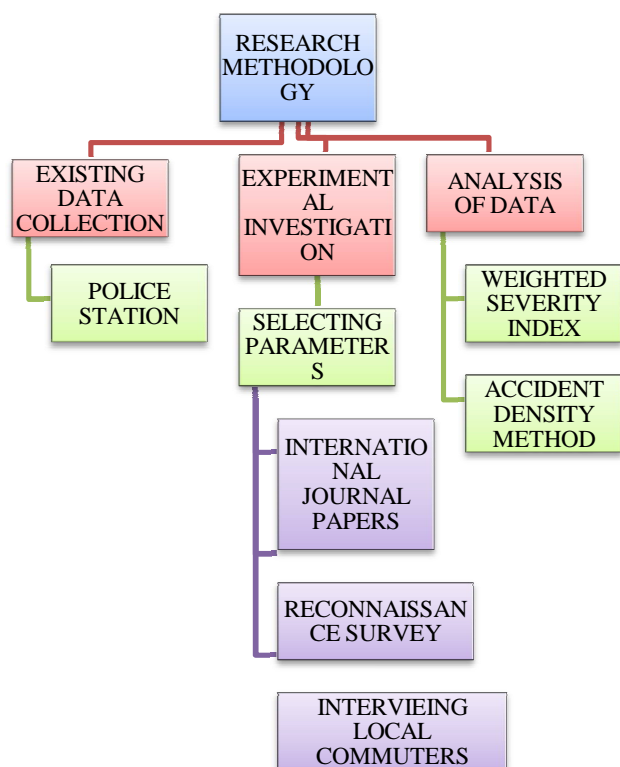 RESEARCH
METHODOLO
GY
EXISTING
DATA
COLLECTION
POLICE
STATION
EXPERIMENT
AL
INVESTIGATI
ON
SELECTING
PARAMETER
S
INTERNATIO
NAL
JOURNAL
PAPERS
RECONNAISSAN
CE SURVEY
INTERVIEING
LOCAL
COMMUTERS
ANALYSIS
OF DATA
WEIGHTED
SEVERITY
INDEX
ACCIDENT
DENSITY
METHOD